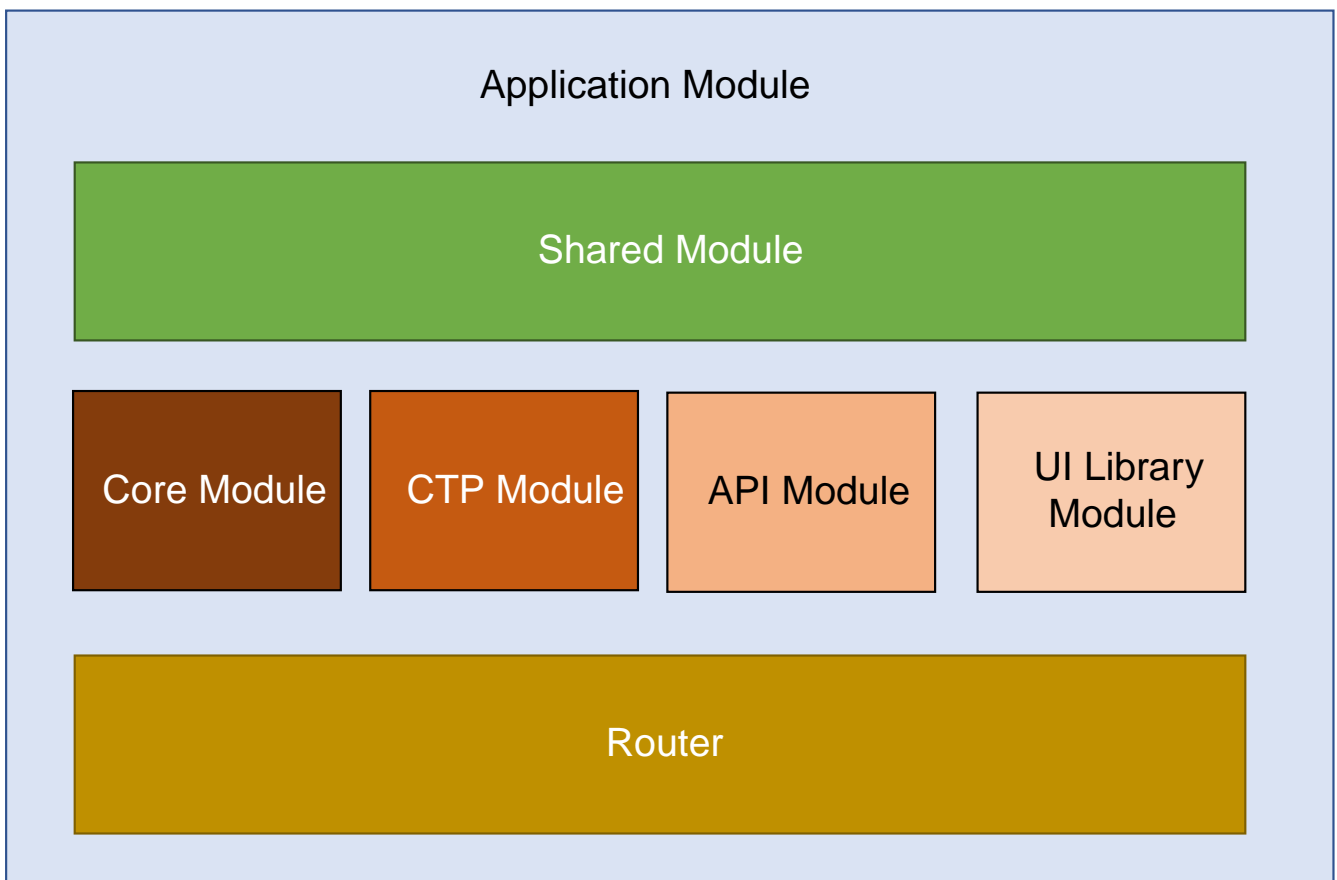 Application Module
Shared Module
Core Module
CTP Module
API Module
UI Library
Module
Router